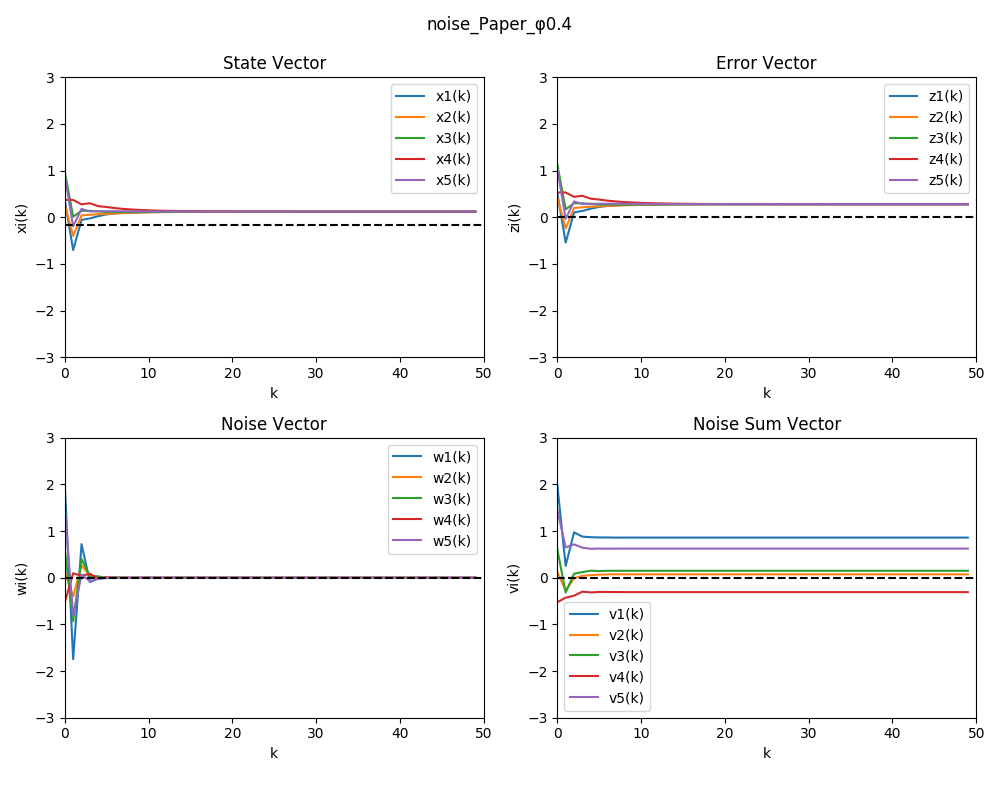 noise_Paper_φ0.4
State Vector
3
2
1
0
−1
−2
−3
xi(k)
x1(k)
x2(k)
x3(k)
x4(k)
x5(k)
0 10 20 30 40 50
k
Error Vector
3
2
1
0
−1
−2
−3
zi(k)
z1(k)
z2(k)
z3(k)
z4(k)
z5(k)
0 10 20 30 40 50
k
Noise Vector
3
2
1
0
−1
−2
−3
wi(k)
w1(k)
w2(k)
w3(k)
w4(k)
w5(k)
0 10 20 30 40 50
k
Noise Sum Vector
3
2
1
0
−1
−2
−3
vi(k)
v1(k)
v2(k)
v3(k)
v4(k)
v5(k)
0 10 20 30 40 50
k